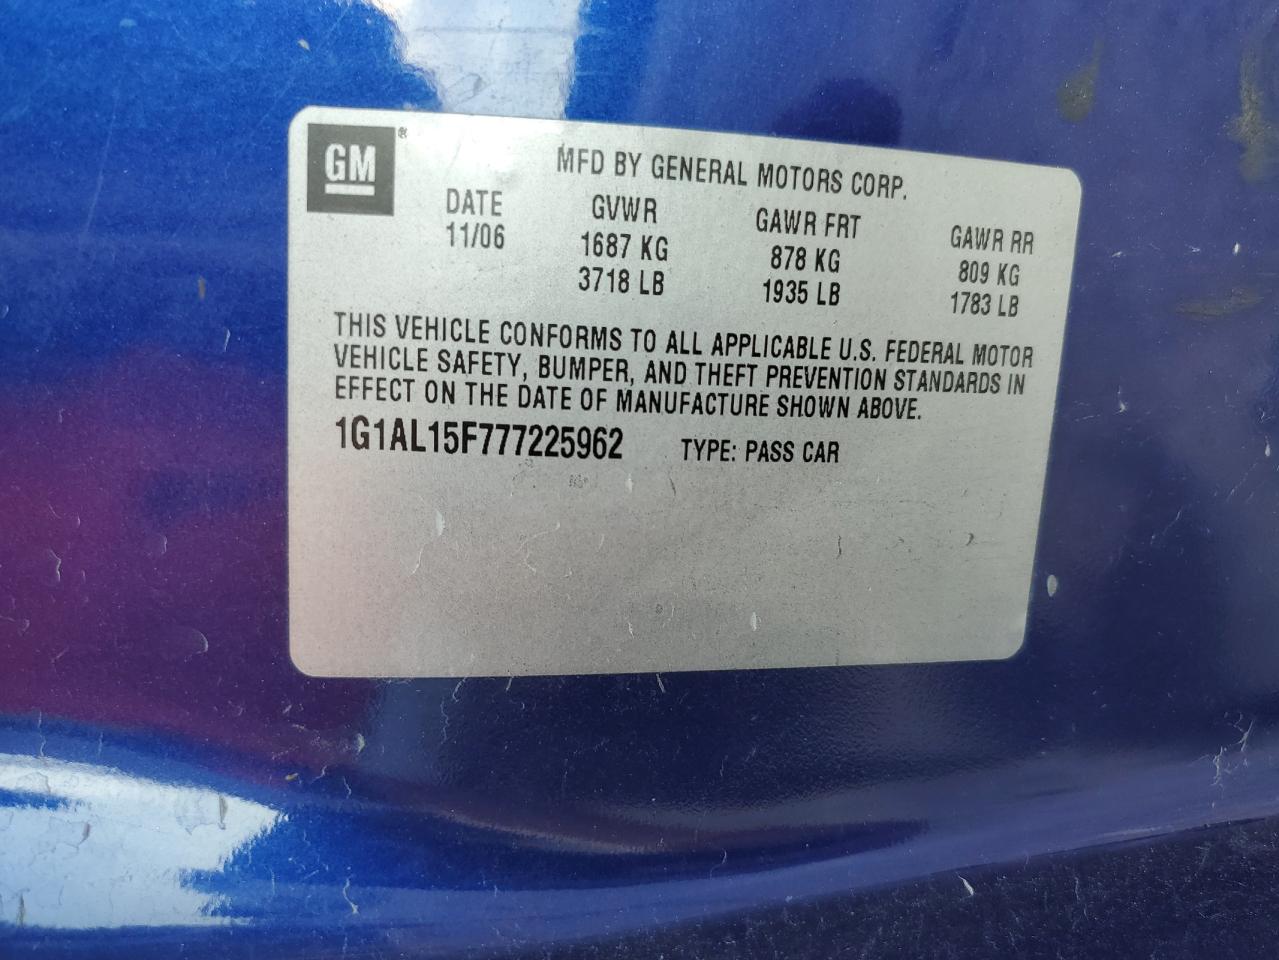 GM ®
MFD BY GENERAL MOTORS CORP.
DATE GVWR GAWR FRT GAWR RR
11/06 1687 KG 878 KG 809 KG
3718 LB 1935 LB 1783 LB
THIS VEHICLE CONFORMS TO ALL APPLICABLE U.S. FEDERAL MOTOR
VEHICLE SAFETY, BUMPER, AND THEFT PREVENTION STANDARDS IN
EFFECT ON THE DATE OF MANUFACTURE SHOWN ABOVE.
1G1AL15F777225962 TYPE: PASS CAR